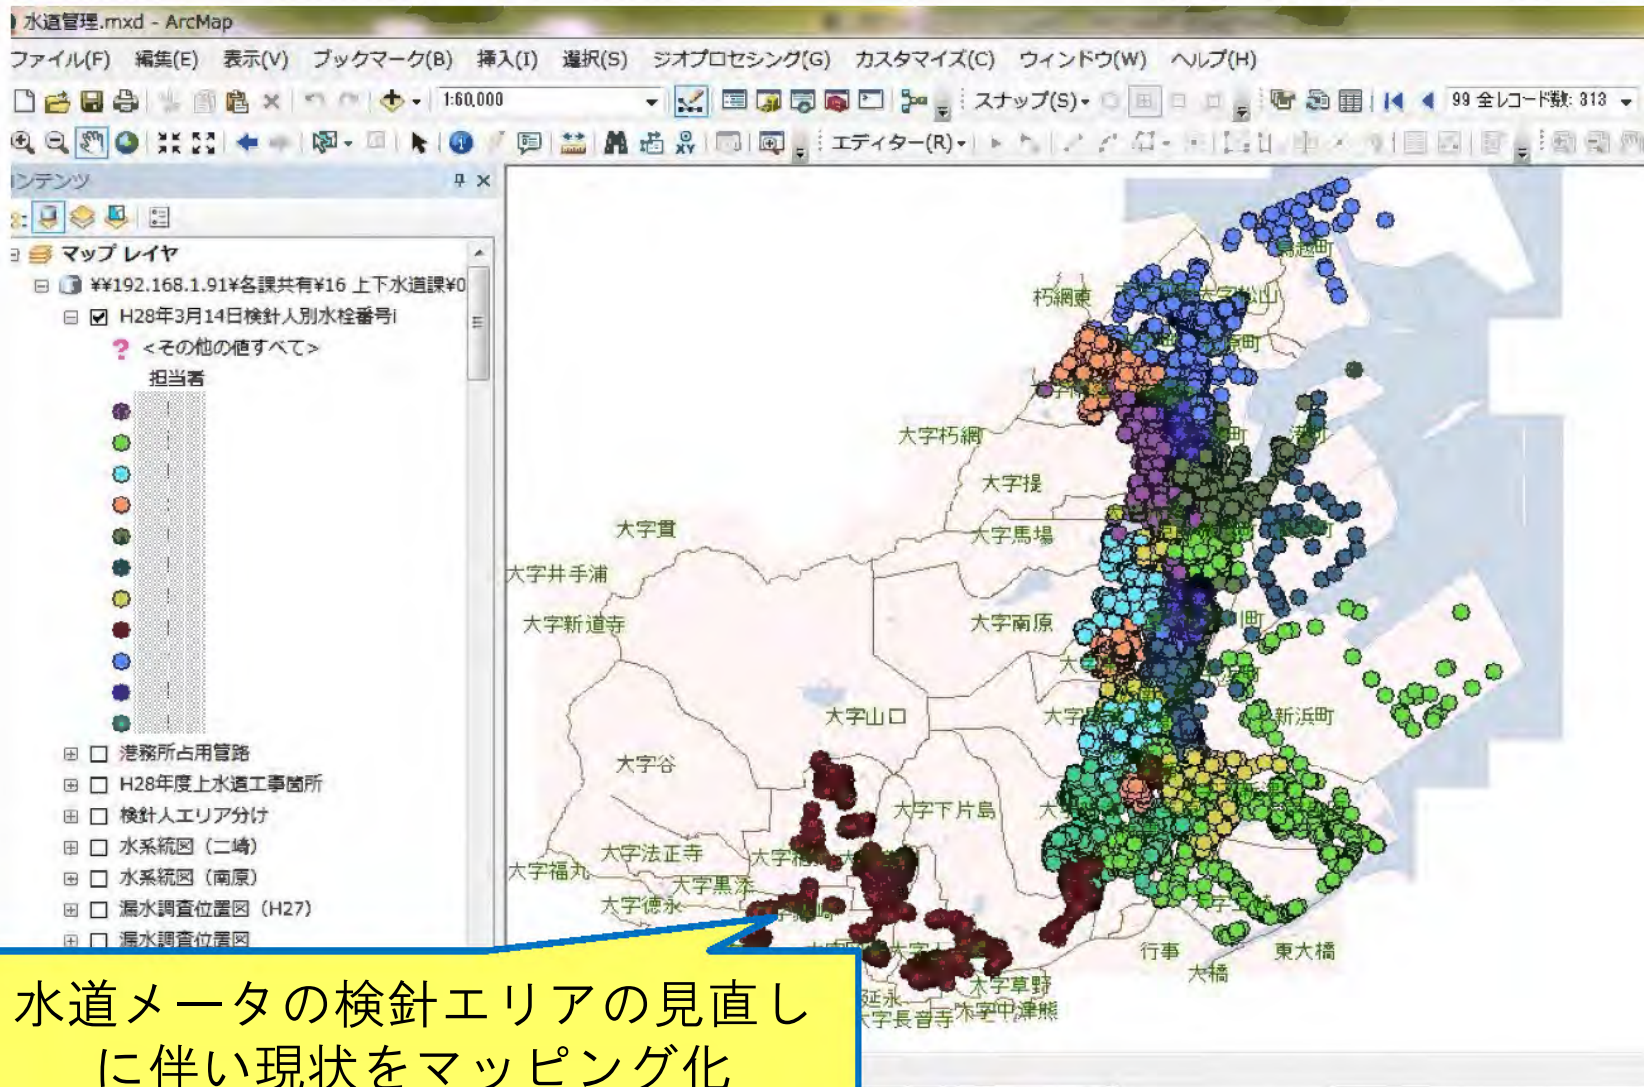 水道管理.mxd - ArcMap
ファイル(F) 編集(E) 表示(V) ブックマーク(B) 挿入(I) 選択(S) ジオプロセシング(G) カスタマイズ(C) ウィンドウ(W) ヘルプ(H)
1:60,000
スナップ(S)
99 全レコード数: 313
エディター(R)
ンテンツ
マップ レイヤ
¥¥192.168.1.91¥各課共有¥16 上下水道課¥0
H28年3月14日検針人別水栓番号i
<その他の値すべて>
担当者
港務所占用管路
H28年度上水道工事箇所
検針人エリア分け
水系統図（二崎）
水系統図（南原）
漏水調査位置図（H27）
漏水調査位置図
朽網東
大字松山
大字朽網
大字提
大字貫
大字馬場
大字井手浦
大字新道寺
大字南原
大字山口
新浜町
大字谷
大字下片島
大字法正寺
大字福丸
大字黒添
大字徳永
行事
東大橋
大橋
大字草野
延永
大字長音寺
大字中津熊
水道メータの検針エリアの見直し
に伴い現状をマッピング化